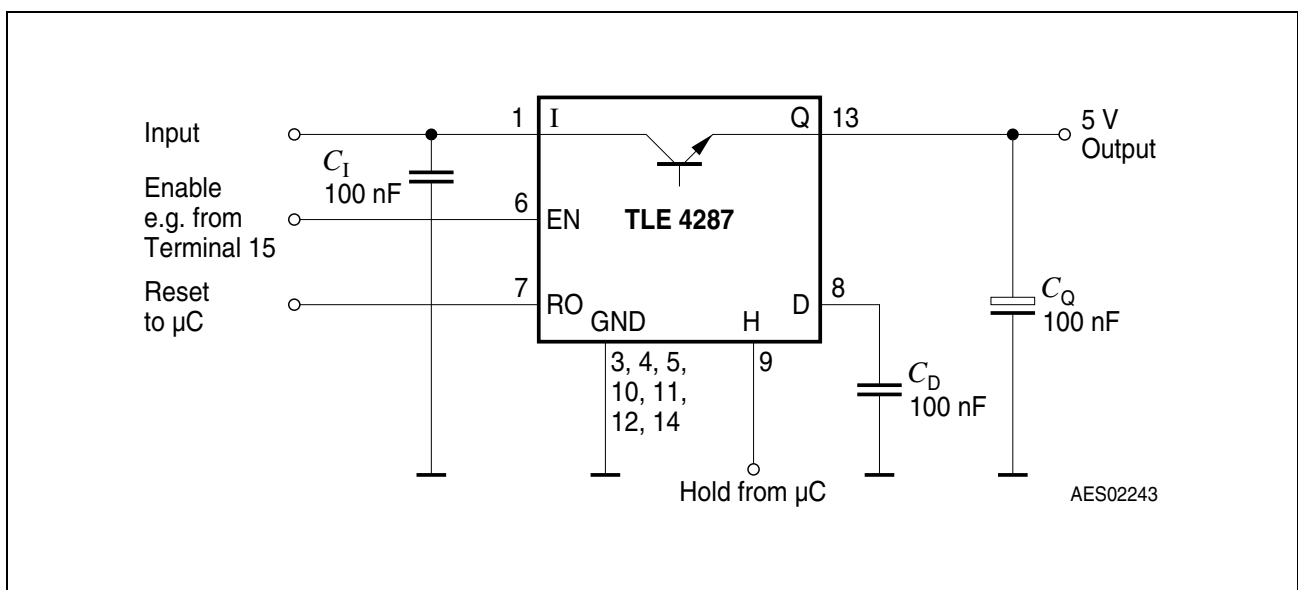 Input
C_I
100 nF
Enable
e.g. from
Terminal 15
Reset
to µC
1
I
6
EN
7
RO
TLE 4287
Q
13
D
8
GND
H
3, 4, 5,
10, 11,
12, 14
9
Hold from µC
C_D
100 nF
5 V
Output
C_Q
100 nF
AES02243